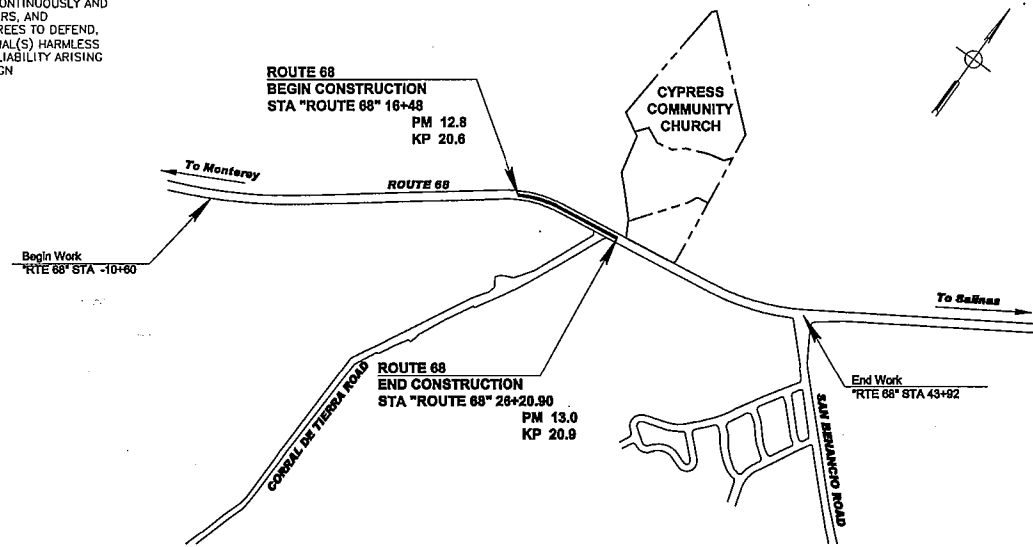 ONTINUOUSLY AND
RS, AND
REES TO DEFEND,
AL(S) HARMLESS
LIABILITY ARISING
GN
ROUTE 68
BEGIN CONSTRUCTION
STA "ROUTE 68" 16+48
PM 12.8
KP 20.6
CYPRESS
COMMUNITY
CHURCH
To Monterey
ROUTE 68
Begin Work
"RTE 68" STA -10+60
To Salinas
ROUTE 68
END CONSTRUCTION
STA "ROUTE 68" 26+20.90
PM 13.0
KP 20.9
End Work
"RTE 68" STA 43+92
CORRAL DE TIERRA ROAD
SAN BENANCIO ROAD